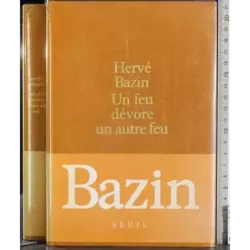 Hervé
Bazin
Un feu
dévore
un autre feu
Bazin
SEUIL